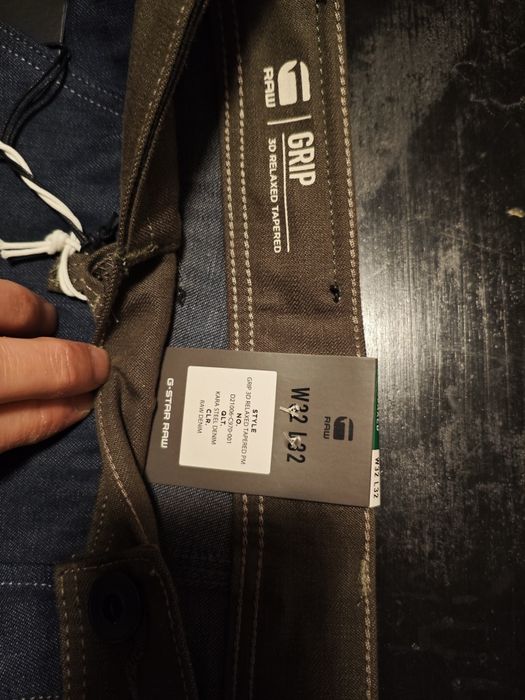 RAW
GRIP
3D RELAXED TAPERED
RAW
W32 L32
STYLE
GRIP 3D RELAXED TAPERED PM
NO.
D21006-C970-001
QLT.
KARA STEEL DENIM
CLR.
RAW DENIM
G-STAR RAW
W32 L32